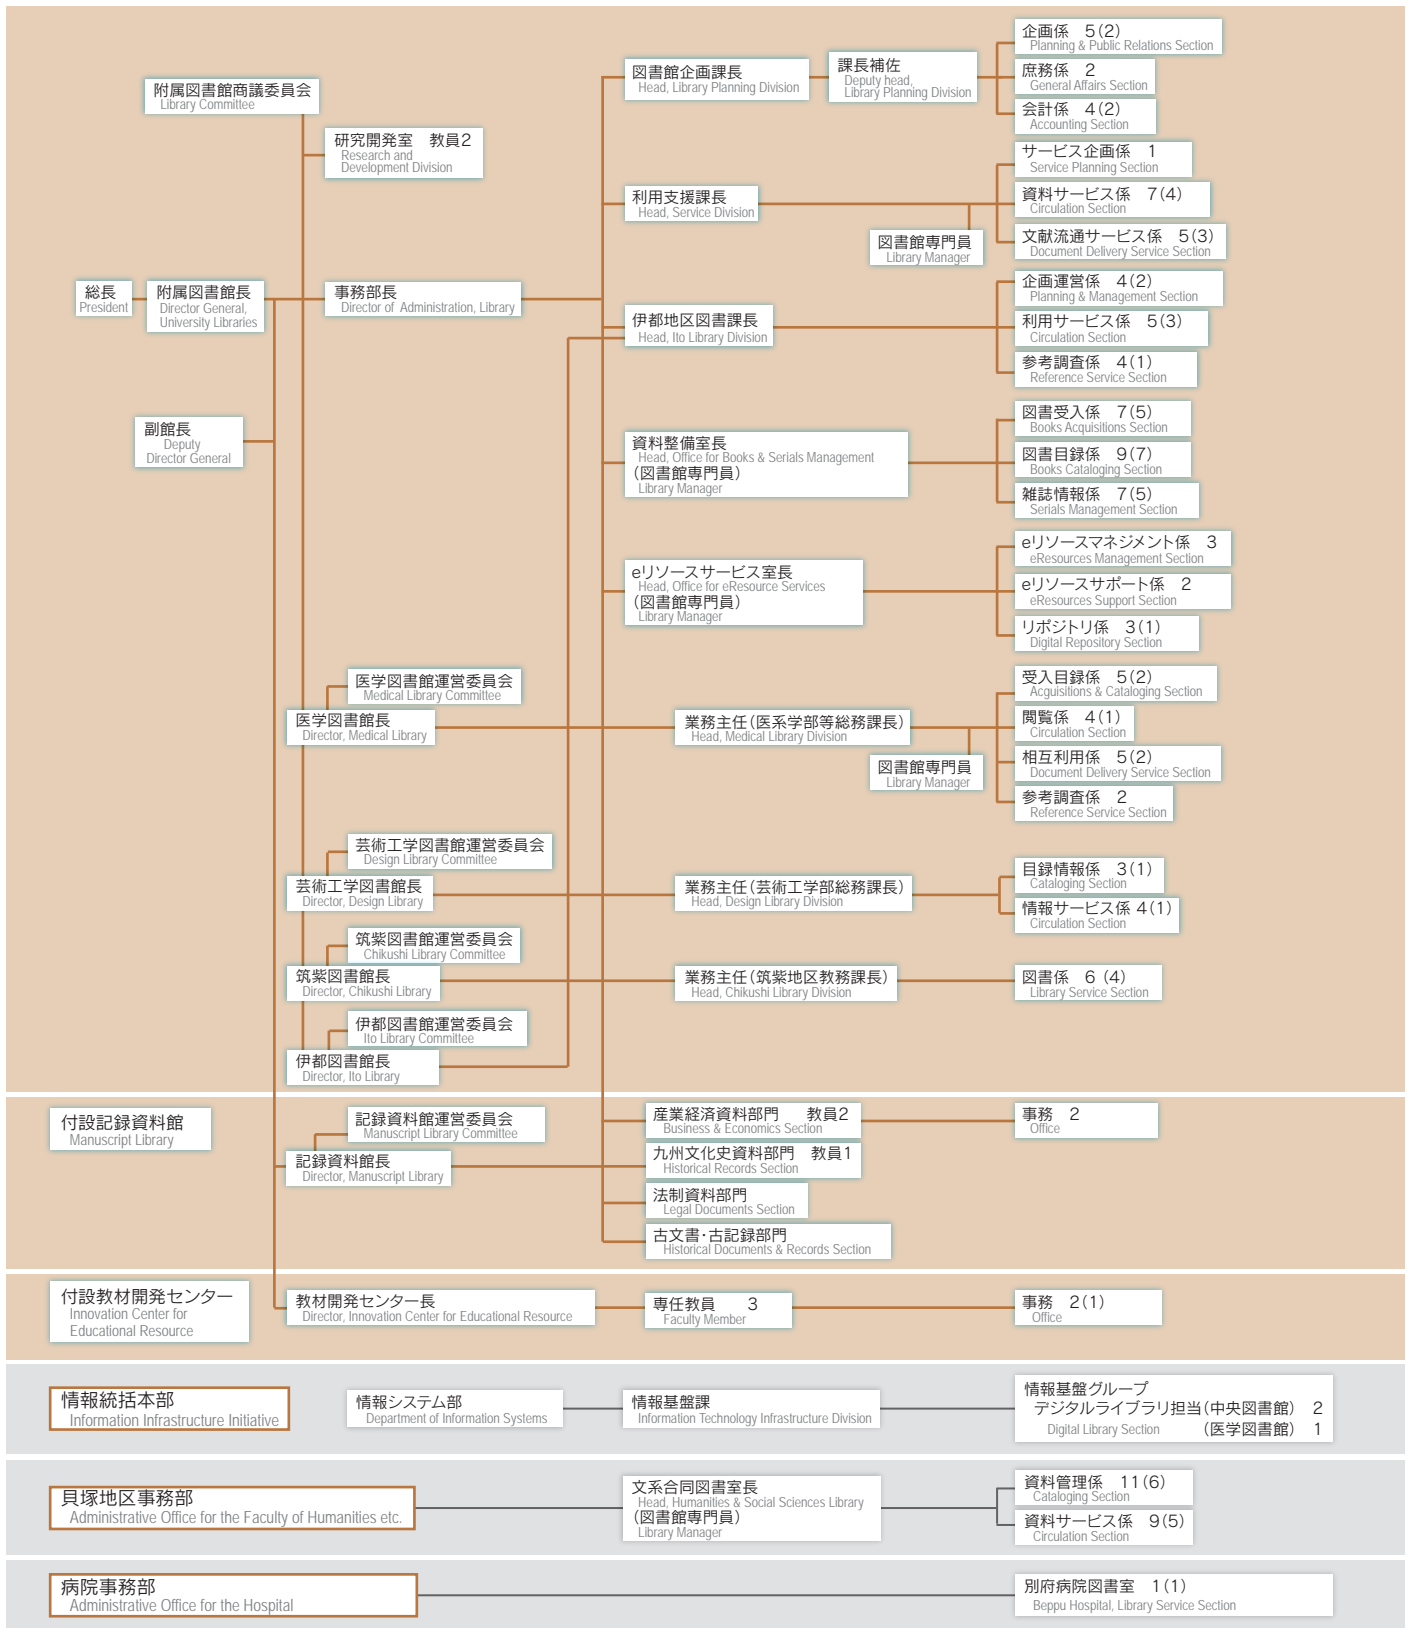 附属図書館商議委員会
Library Committee
研究開発室　教員2
Research and
Development Division
総長
President
附属図書館長
Director General,
University Libraries
事務部長
Director of Administration, Library
副館長
Deputy
Director General
図書館企画課長
Head, Library Planning Division
課長補佐
Deputy head,
Library Planning Division
企画係　5(2)
Planning & Public Relations Section
庶務係　2
General Affairs Section
会計係　4(2)
Accounting Section
利用支援課長
Head, Service Division
図書館専門員
Library Manager
サービス企画係　1
Service Planning Section
資料サービス係　7(4)
Circulation Section
文献流通サービス係　5(3)
Document Delivery Service Section
伊都地区図書課長
Head, Ito Library Division
企画運営係　4(2)
Planning & Management Section
利用サービス係　5(3)
Circulation Section
参考調査係　4(1)
Reference Service Section
資料整備室長
Head, Office for Books & Serials Management
(図書館専門員)
Library Manager
図書受入係　7(5)
Books Acquisitions Section
図書目録係　9(7)
Books Cataloging Section
雑誌情報係　7(5)
Serials Management Section
eリソースサービス室長
Head, Office for eResource Services
(図書館専門員)
Library Manager
eリソースマネジメント係　3
eResources Management Section
eリソースサポート係　2
eResources Support Section
リポジトリ係　3(1)
Digital Repository Section
医学図書館運営委員会
Medical Library Committee
医学図書館長
Director, Medical Library
業務主任(医系学部等総務課長)
Head, Medical Library Division
図書館専門員
Library Manager
受入目録係　5(2)
Acguisitions & Cataloging Section
閲覧係　4(1)
Circulation Section
相互利用係　5(2)
Document Delivery Service Section
参考調査係　2
Reference Service Section
芸術工学図書館運営委員会
Design Library Committee
芸術工学図書館長
Director, Design Library
業務主任(芸術工学部総務課長)
Head, Design Library Division
目録情報係　3(1)
Cataloging Section
情報サービス係 4(1)
Circulation Section
筑紫図書館運営委員会
Chikushi Library Committee
筑紫図書館長
Director, Chikushi Library
業務主任(筑紫地区教務課長)
Head, Chikushi Library Division
図書係　6 (4)
Library Service Section
伊都図書館運営委員会
Ito Library Committee
伊都図書館長
Director, Ito Library
付設記録資料館
Manuscript Library
記録資料館運営委員会
Manuscript Library Committee
記録資料館長
Director, Manuscript Library
産業経済資料部門　教員2
Business & Economics Section
事務　2
Office
九州文化史資料部門　教員1
Historical Records Section
法制資料部門
Legal Documents Section
古文書・古記録部門
Historical Documents & Records Section
付設教材開発センター
Innovation Center for
Educational Resource
教材開発センター長
Director, Innovation Center for Educational Resource
専任教員　3
Faculty Member
事務　2(1)
Office
情報統括本部
Information Infrastructure Initiative
情報システム部
Department of Information Systems
情報基盤課
Information Technology Infrastructure Division
情報基盤グループ
デジタルライブラリ担当(中央図書館)　2
Digital Library Section　(医学図書館)　1
貝塚地区事務部
Administrative Office for the Faculty of Humanities etc.
文系合同図書室長
Head, Humanities & Social Sciences Library
(図書館専門員)
Library Manager
資料管理係　11(6)
Cataloging Section
資料サービス係　9(5)
Circulation Section
病院事務部
Administrative Office for the Hospital
別府病院図書室　1(1)
Beppu Hospital, Library Service Section